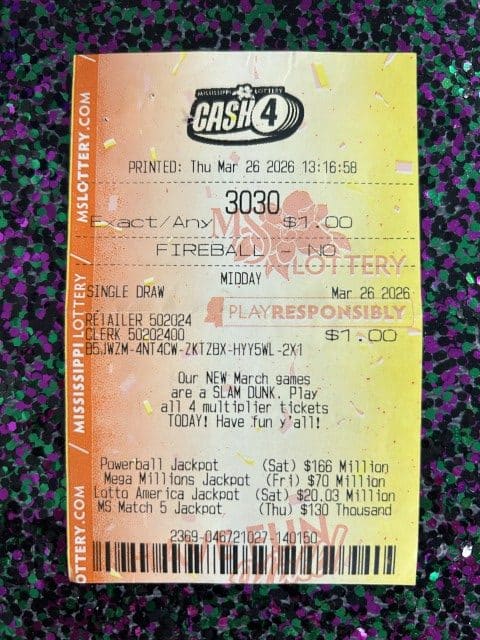 MISSISSIPPI LOTTERY
CASH 4
PRINTED: Thu Mar 26 2026 13:16:58
3030
Exact/Any $1.00
FIREBALL - NO
MS
LOTTERY
MIDDAY
SINGLE DRAW Mar 26 2026
PLAY RESPONSIBLY
RETAILER 502024
CLERK 50202400 $1.00
B5JWZM-4NT4CW-ZKTZBX-HYY5WL-2X1
Our NEW March games
are a SLAM DUNK. Play
all 4 multiplier tickets
TODAY! Have fun y'all!
Powerball Jackpot (Sat) $166 Million
Mega Millions Jackpot (Fri) $70 Million
Lotto America Jackpot (Sat) $20.03 Million
MS Match 5 Jackpot (Thu) $130 Thousand
2369-046721027-140150
MSLOTTERY.COM
/ MISSISSIPPI LOTTERY /
OTTERY.COM